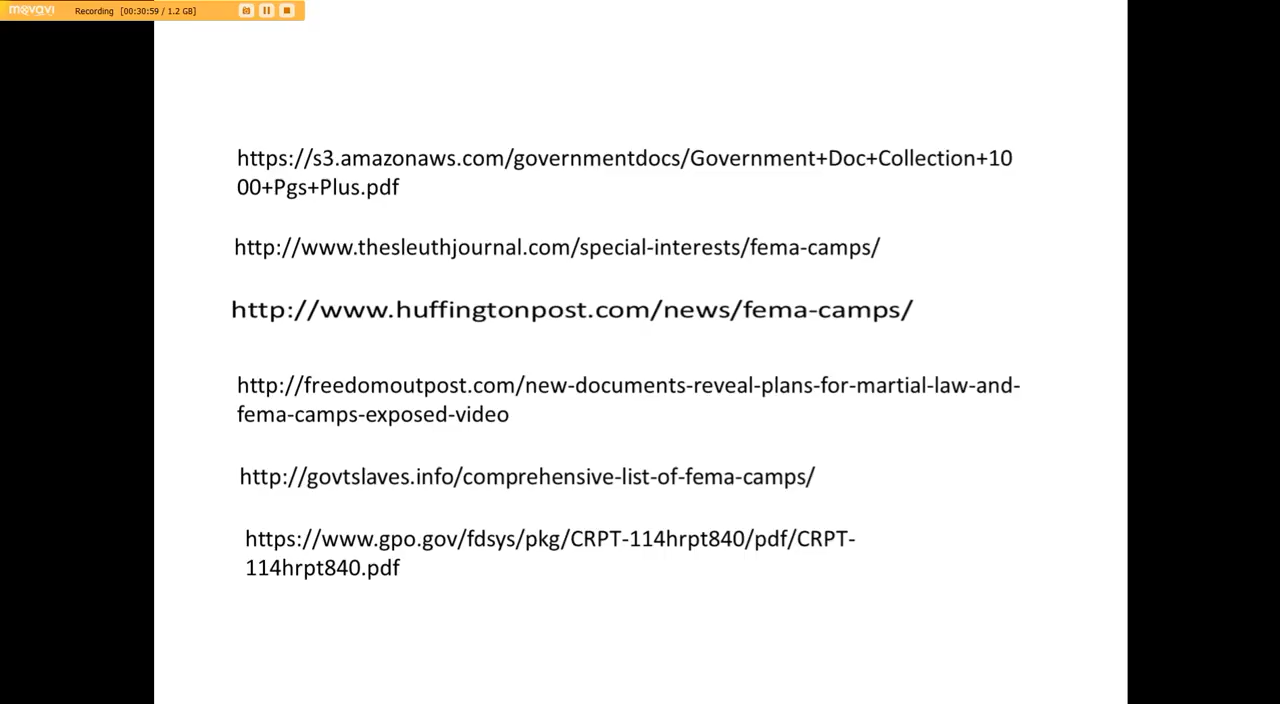 movavi Recording [00:30:59 / 1.2 GB]
https://s3.amazonaws.com/governmentdocs/Government+Doc+Collection+10
00+Pgs+Plus.pdf
http://www.thesleuthjournal.com/special-interests/fema-camps/
http://www.huffingtonpost.com/news/fema-camps/
http://freedomoutpost.com/new-documents-reveal-plans-for-martial-law-and-
fema-camps-exposed-video
http://govtslaves.info/comprehensive-list-of-fema-camps/
https://www.gpo.gov/fdsys/pkg/CRPT-114hrpt840/pdf/CRPT-
114hrpt840.pdf